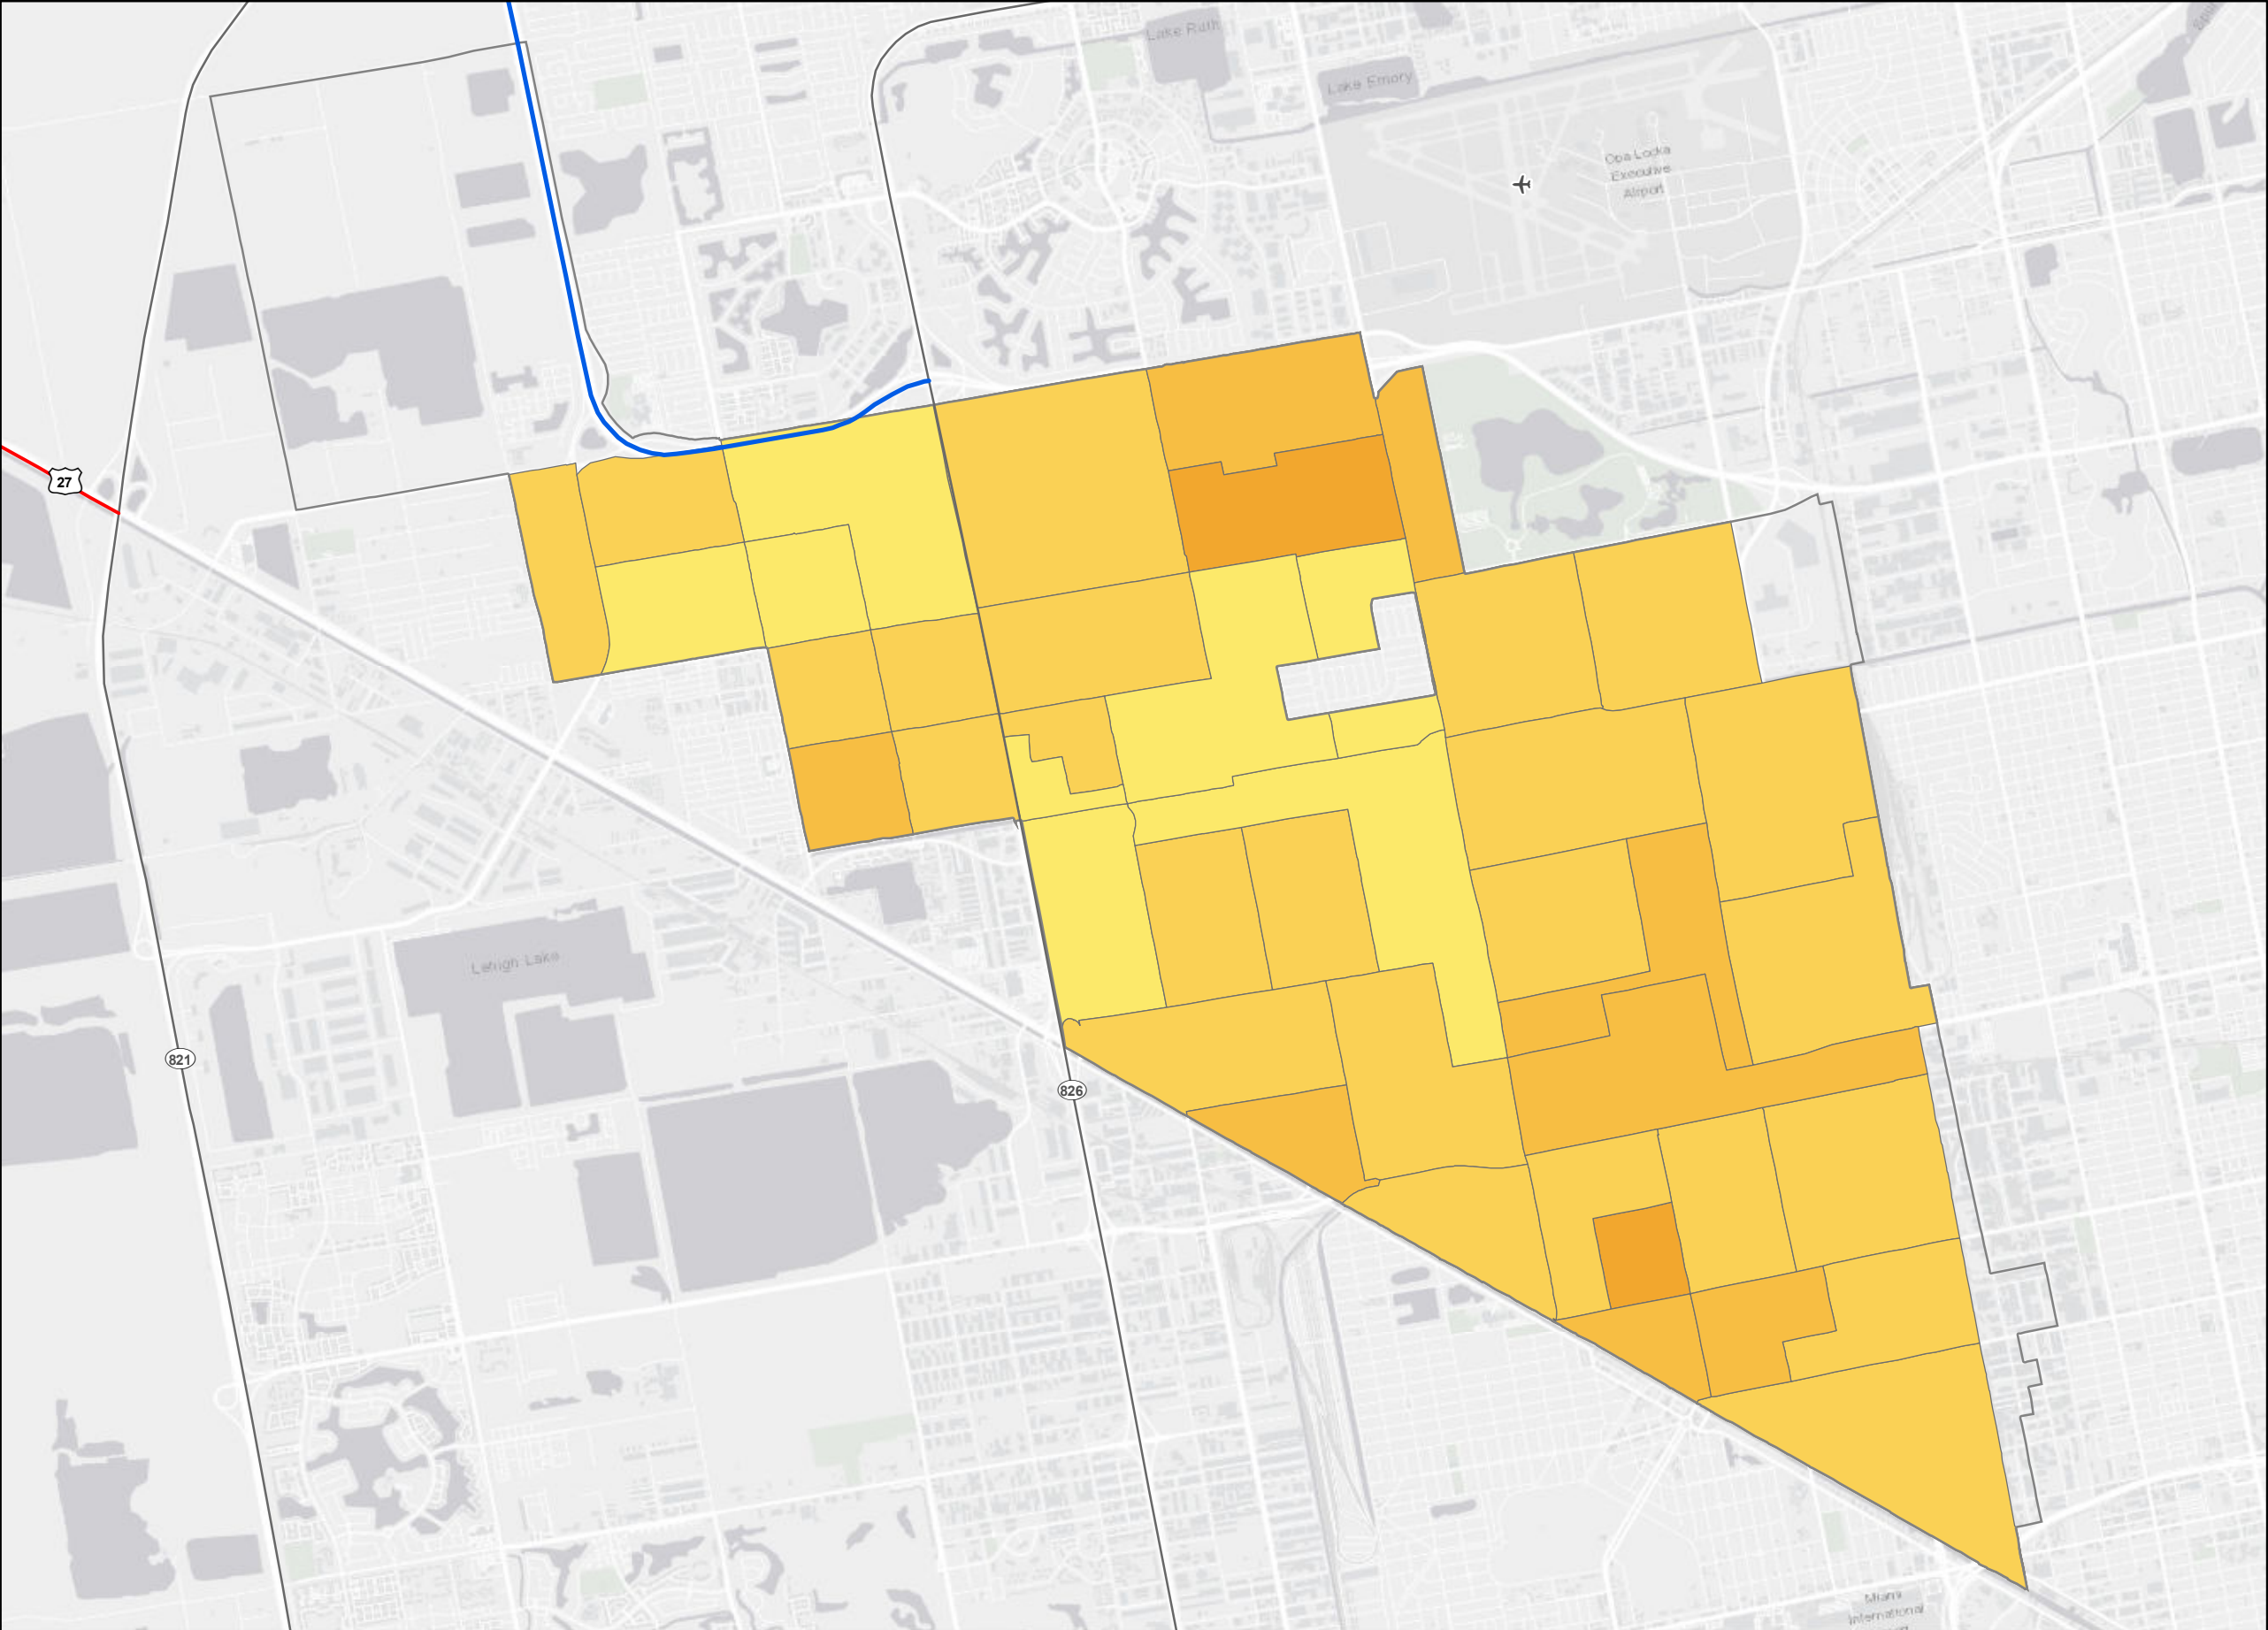 Lake Ruth
Lake Emory
Opa Locka
Executive
Airport
27
Lehigh Lake
821
826
Miami
International